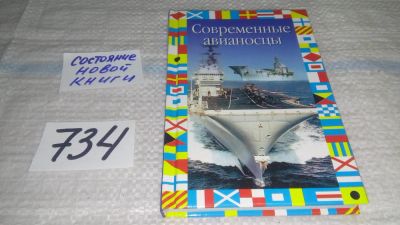 состояние
новой
книги
734
Современные
авианосцы